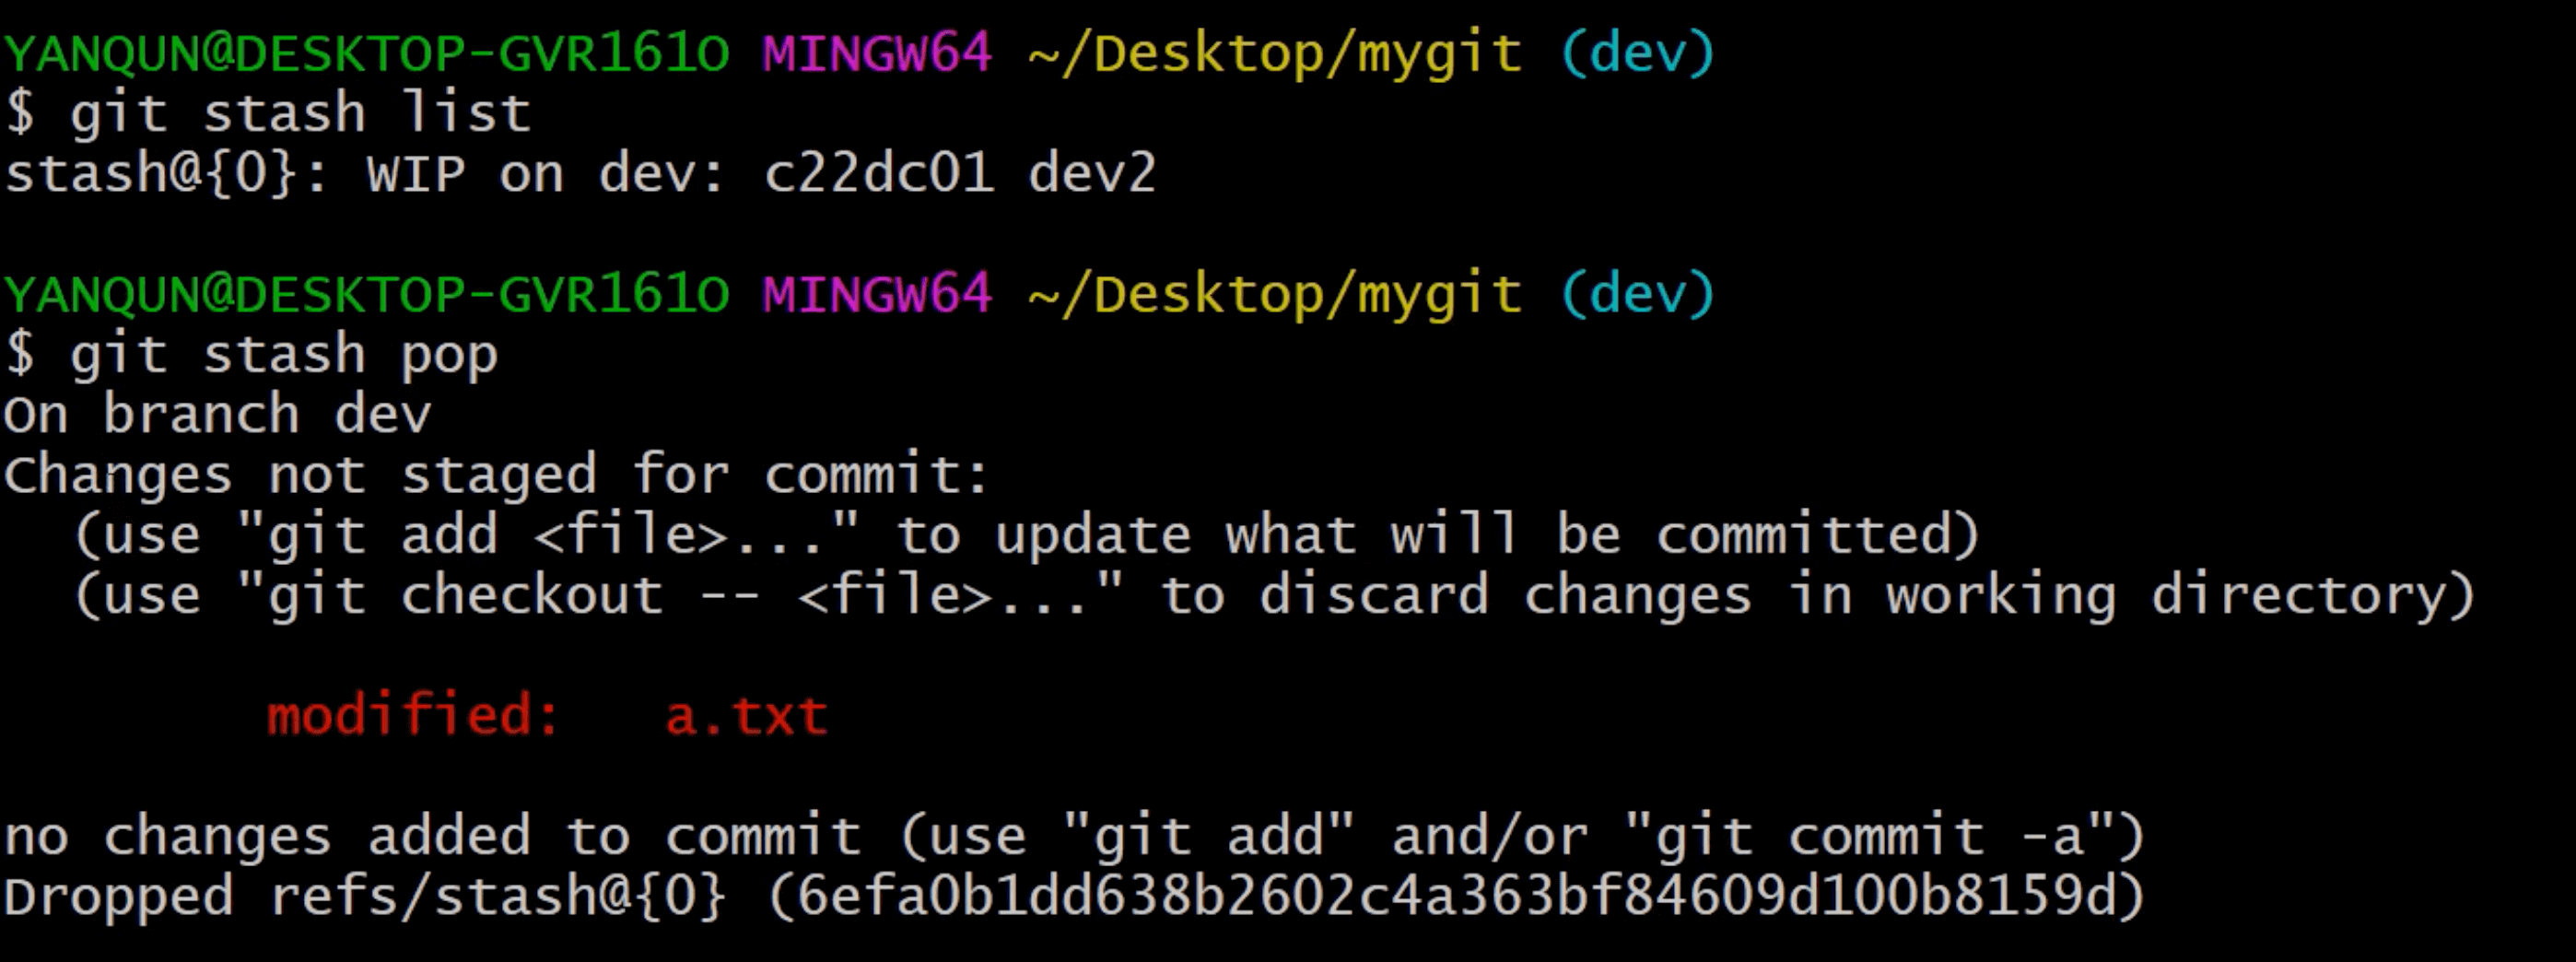 YANQUN@DESKTOP-GVR161O MINGW64 ~/Desktop/mygit (dev)
$ git stash list
stash@{0}: WIP on dev: c22dc01 dev2
YANQUN@DESKTOP-GVR161O MINGW64 ~/Desktop/mygit (dev)
$ git stash pop
On branch dev
Changes not staged for commit:
  (use "git add <file>..." to update what will be committed)
  (use "git checkout -- <file>..." to discard changes in working directory)
        modified:   a.txt
no changes added to commit (use "git add" and/or "git commit -a")
Dropped refs/stash@{0} (6efa0b1dd638b2602c4a363bf84609d100b8159d)